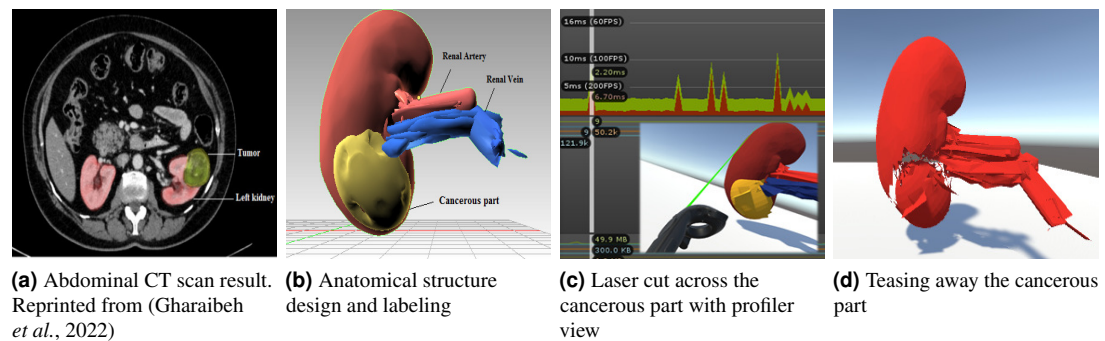 Tumor
Left kidney
Renal Artery
Renal Vein
Cancerous part
16ms (60FPS)
10ms (100FPS)
2.20ms
5ms (200FPS)
6.70ms
9
9 50.2k
121.9k
49.9 MB
300.0 KB
(a) Abdominal CT scan result.
Reprinted from (Gharaibeh
et al., 2022)
(b) Anatomical structure
design and labeling
(c) Laser cut across the
cancerous part with profiler
view
(d) Teasing away the cancerous
part